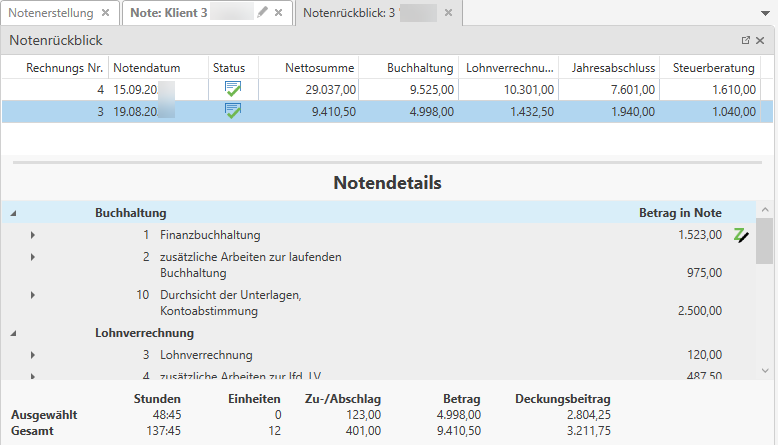 Notenerstellung Note: Klient 3 Notenrückblick: 3
Notenrückblick
Rechnungs Nr. Notendatum Status Nettosumme Buchhaltung Lohnverrechnu... Jahresabschluss Steuerberatung
4 15.09.20 29.037,00 9.525,00 10.301,00 7.601,00 1.610,00
3 19.08.20 9.410,50 4.998,00 1.432,50 1.940,00 1.040,00
Notendetails
Buchhaltung Betrag in Note
1 Finanzbuchhaltung 1.523,00
2 zusätzliche Arbeiten zur laufenden
Buchhaltung 975,00
10 Durchsicht der Unterlagen,
Kontoabstimmung 2.500,00
Lohnverrechnung
3 Lohnverrechnung 120,00
4 zusätzliche Arbeiten zur lfd. LV 487,50
Stunden Einheiten Zu-/Abschlag Betrag Deckungsbeitrag
Ausgewählt 48:45 0 123,00 4.998,00 2.804,25
Gesamt 137:45 12 401,00 9.410,50 3.211,75